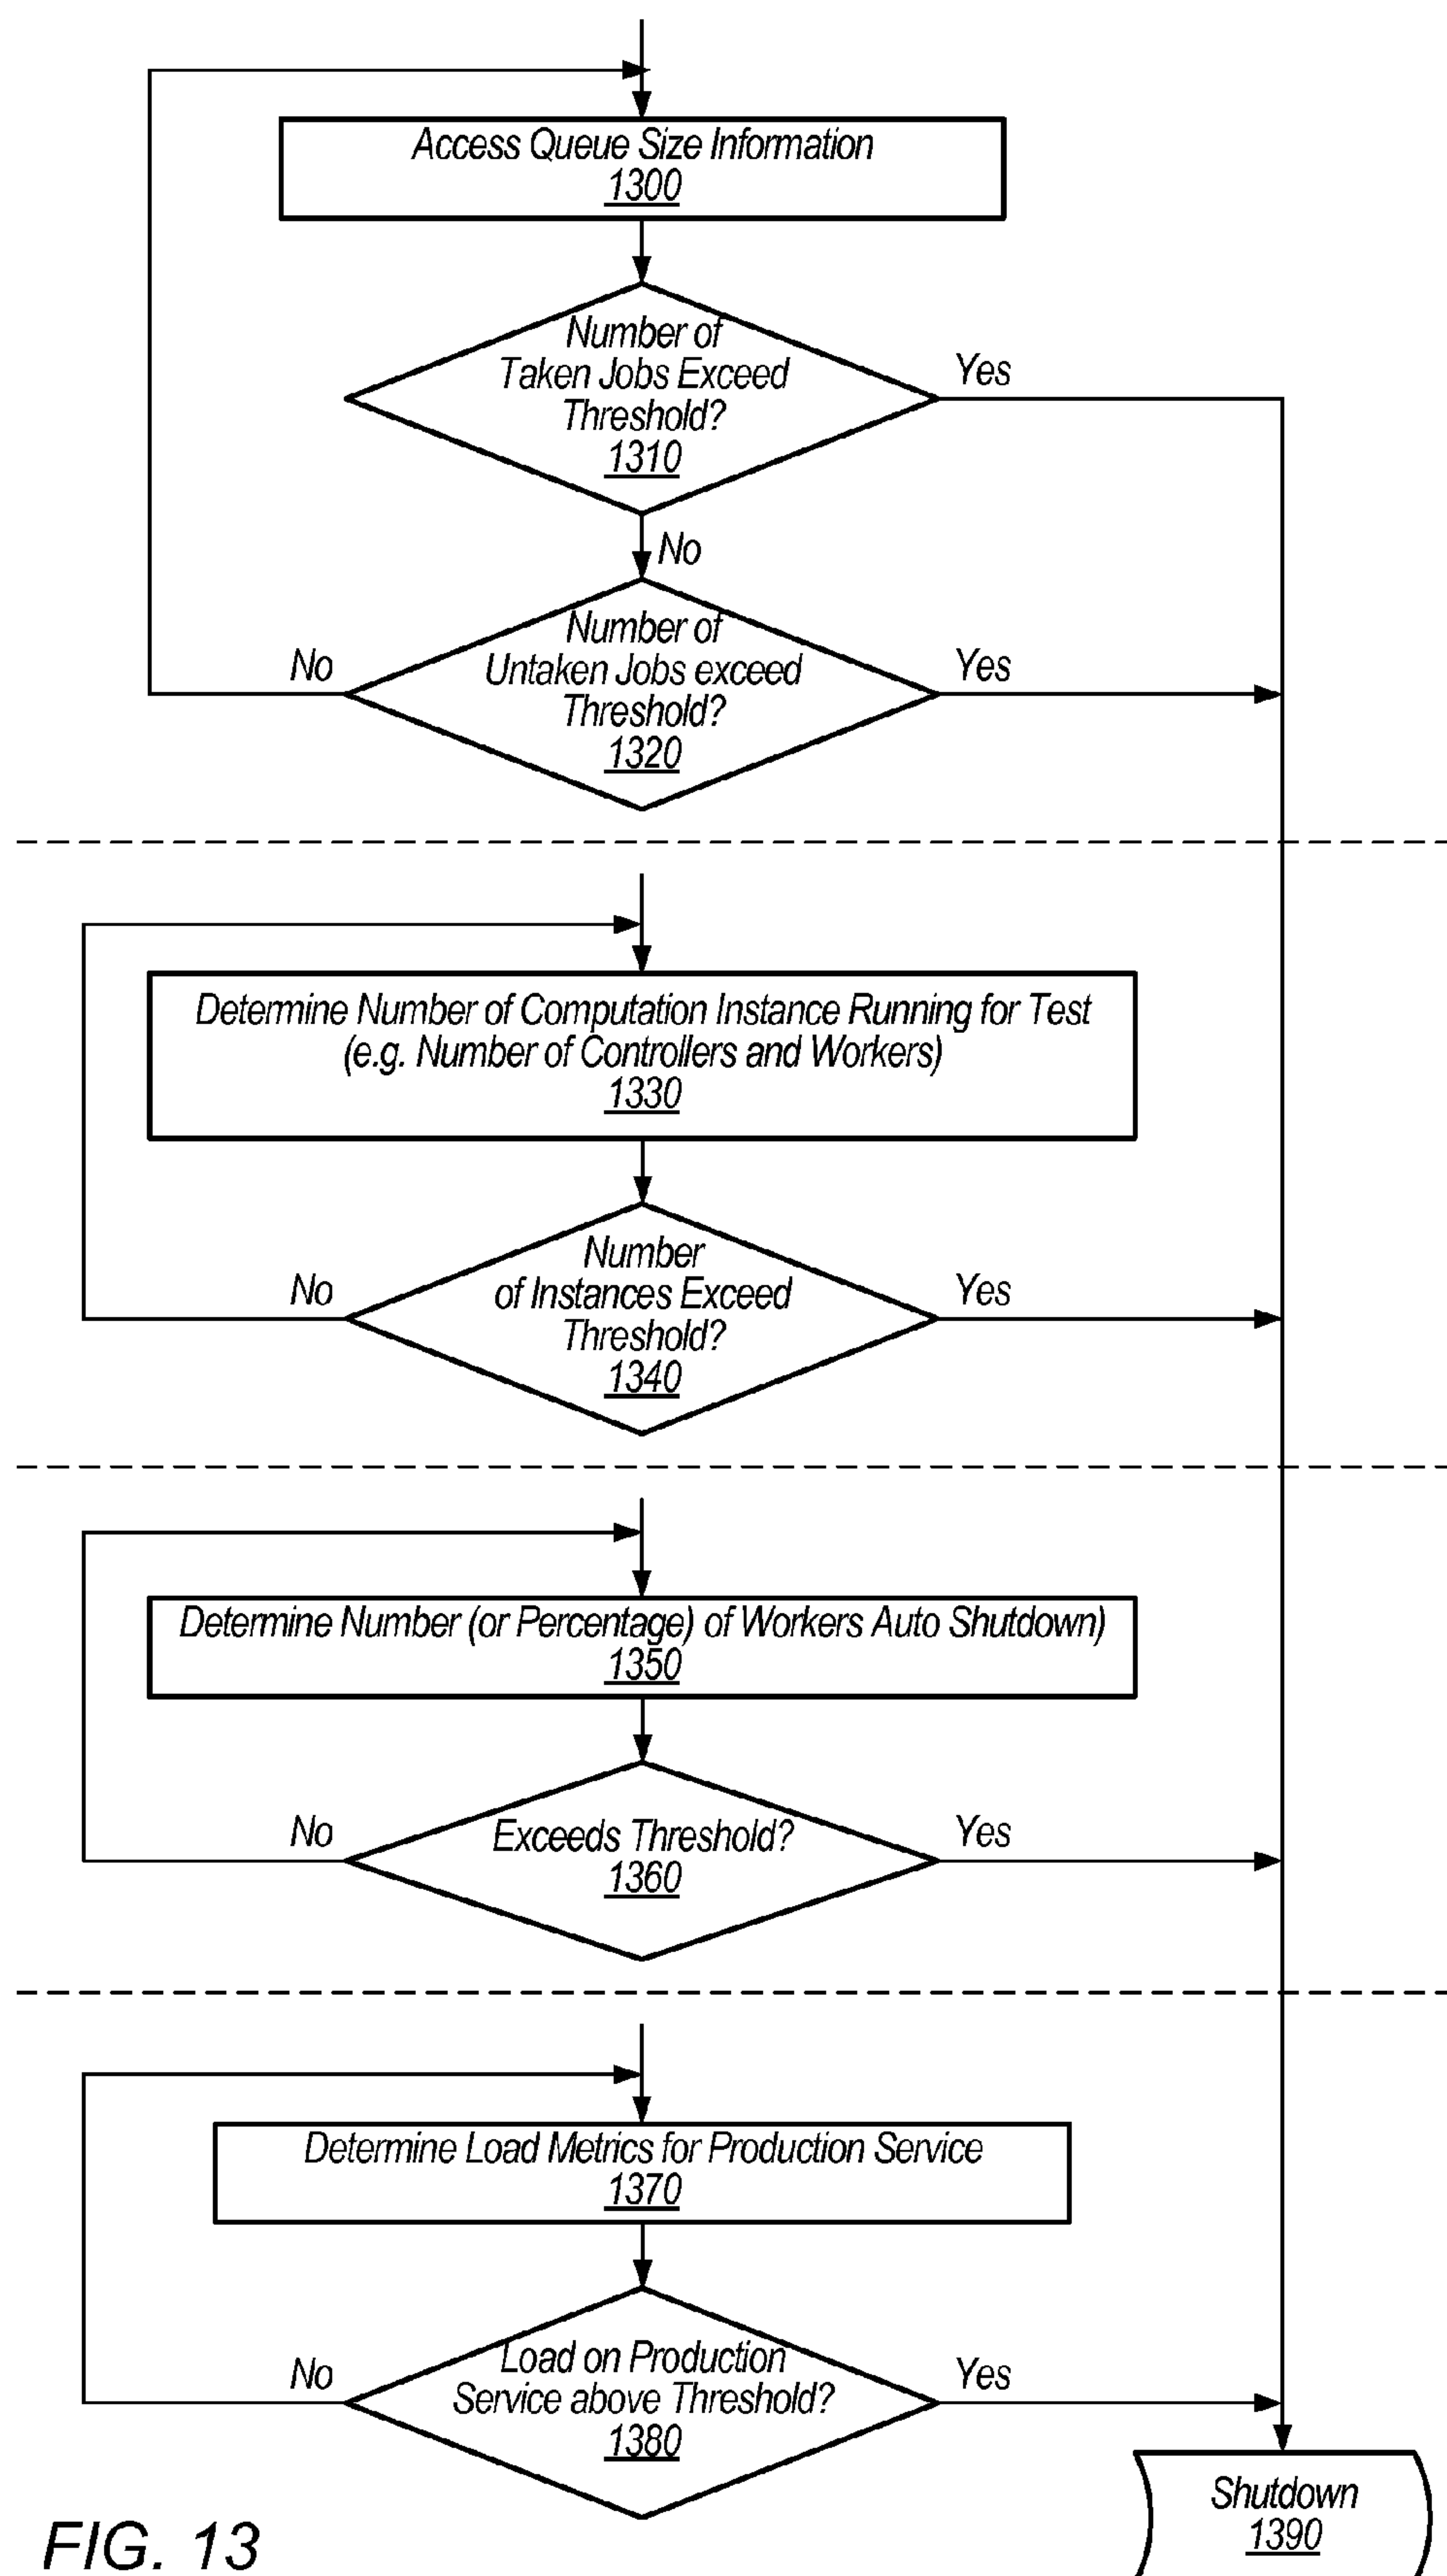 Access Queue Size Information
1300
Number of
Taken Jobs Exceed
Threshold?
1310
Yes
No
Number of
Untaken Jobs exceed
Threshold?
1320
No
Yes
Determine Number of Computation Instance Running for Test
(e.g. Number of Controllers and Workers)
1330
Number
of Instances Exceed
Threshold?
1340
No
Yes
Determine Number (or Percentage) of Workers Auto Shutdown)
1350
Exceeds Threshold?
1360
No
Yes
Determine Load Metrics for Production Service
1370
Load on Production
Service above Threshold?
1380
No
Yes
Shutdown
1390
FIG. 13